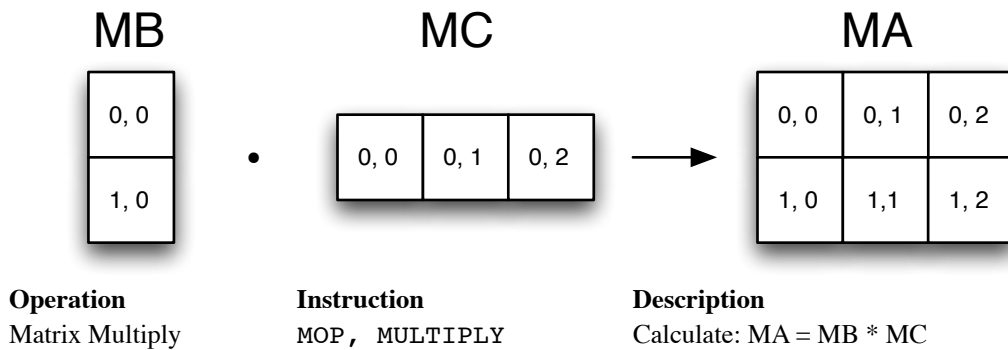 MB MC MA
0, 0 0, 0 0, 1 0, 2
0, 0 0, 1 0, 2
1, 0 1, 0 1,1 1, 2
Operation Instruction Description
Matrix Multiply MOP, MULTIPLY Calculate: MA = MB * MC